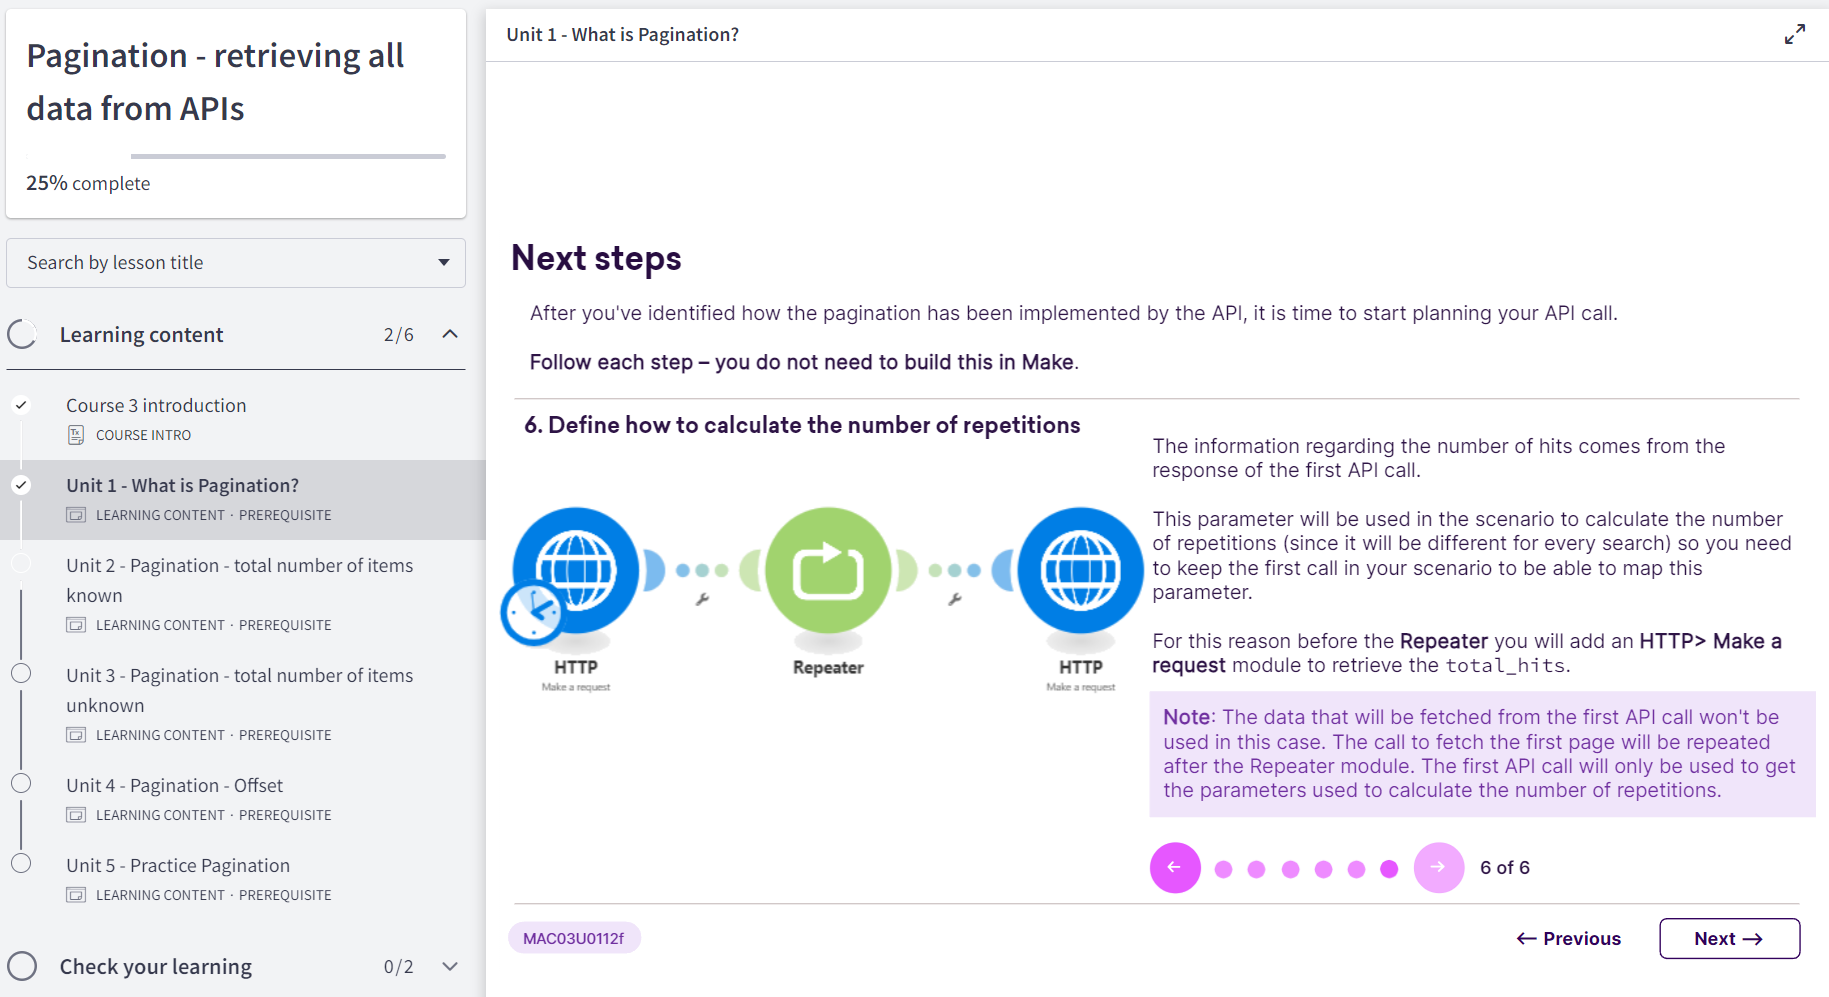 Pagination - retrieving all
data from APIs
25% complete
Search by lesson title
Learning content 2/6
Course 3 introduction
COURSE INTRO
Unit 1 - What is Pagination?
LEARNING CONTENT · PREREQUISITE
Unit 2 - Pagination - total number of items
known
LEARNING CONTENT · PREREQUISITE
Unit 3 - Pagination - total number of items
unknown
LEARNING CONTENT · PREREQUISITE
Unit 4 - Pagination - Offset
LEARNING CONTENT · PREREQUISITE
Unit 5 - Practice Pagination
LEARNING CONTENT · PREREQUISITE
Check your learning 0/2
Unit 1 - What is Pagination?
Next steps
After you've identified how the pagination has been implemented by the API, it is time to start planning your API call.
Follow each step – you do not need to build this in Make.
6. Define how to calculate the number of repetitions
HTTP
Make a request
Repeater
HTTP
Make a request
The information regarding the number of hits comes from the
response of the first API call.
This parameter will be used in the scenario to calculate the number
of repetitions (since it will be different for every search) so you need
to keep the first call in your scenario to be able to map this
parameter.
For this reason before the Repeater you will add an HTTP> Make a
request module to retrieve the total_hits.
Note: The data that will be fetched from the first API call won't be
used in this case. The call to fetch the first page will be repeated
after the Repeater module. The first API call will only be used to get
the parameters used to calculate the number of repetitions.
← → 6 of 6
MAC03U0112f
← Previous Next →